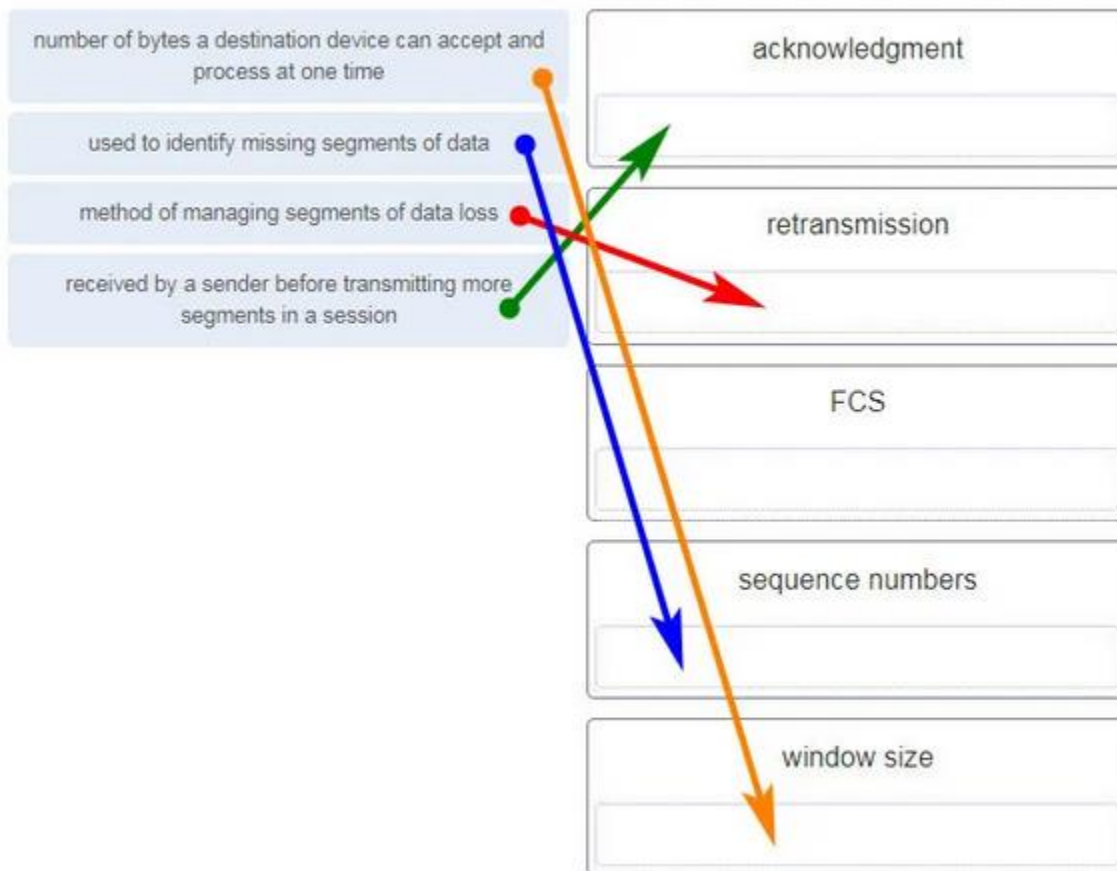 number of bytes a destination device can accept and
process at one time
used to identify missing segments of data
method of managing segments of data loss
received by a sender before transmitting more
segments in a session
acknowledgment
retransmission
FCS
sequence numbers
window size